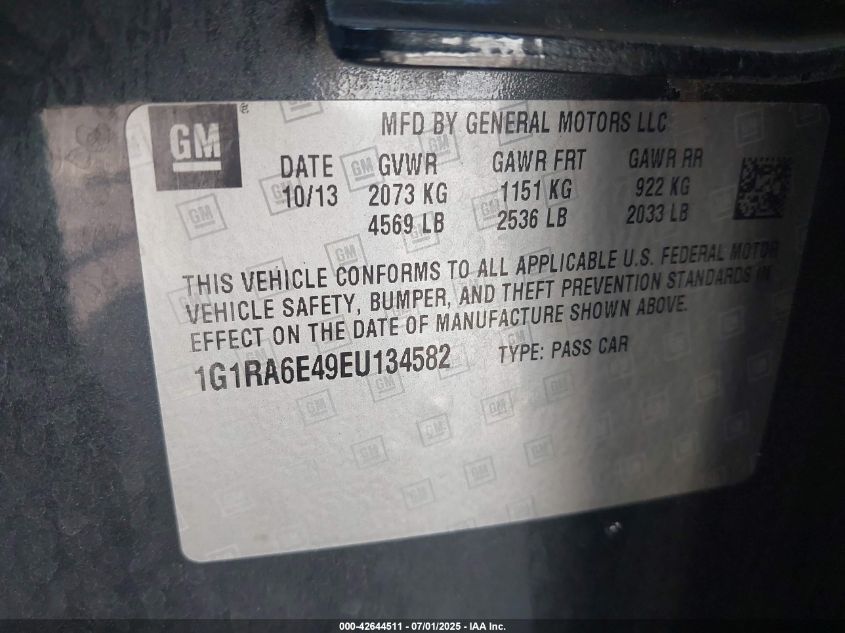 GM ®
MFD BY GENERAL MOTORS LLC
DATE GVWR GAWR FRT GAWR RR
10/13 2073 KG 1151 KG 922 KG
4569 LB 2536 LB 2033 LB
THIS VEHICLE CONFORMS TO ALL APPLICABLE U.S. FEDERAL MOTOR
VEHICLE SAFETY, BUMPER, AND THEFT PREVENTION STANDARDS IN
EFFECT ON THE DATE OF MANUFACTURE SHOWN ABOVE.
1G1RA6E49EU134582 TYPE: PASS CAR
000-42644511 - 07/01/2025 - IAA Inc.